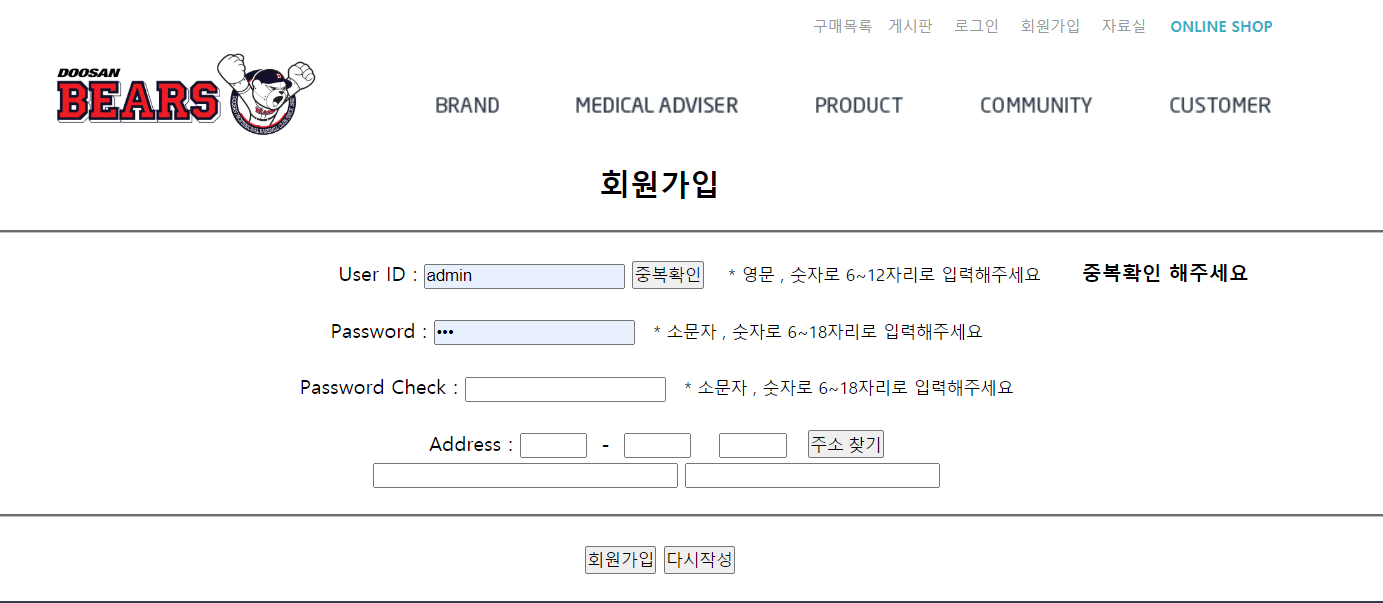 구매목록 게시판 로그인 회원가입 자료실 ONLINE SHOP
DOOSAN
BEARS
BRAND MEDICAL ADVISER PRODUCT COMMUNITY CUSTOMER
회원가입
User ID : admin 중복확인 * 영문 , 숫자로 6~12자리로 입력해주세요 중복확인 해주세요
Password : ••• * 소문자 , 숫자로 6~18자리로 입력해주세요
Password Check : * 소문자 , 숫자로 6~18자리로 입력해주세요
Address : - 주소 찾기
회원가입 다시작성